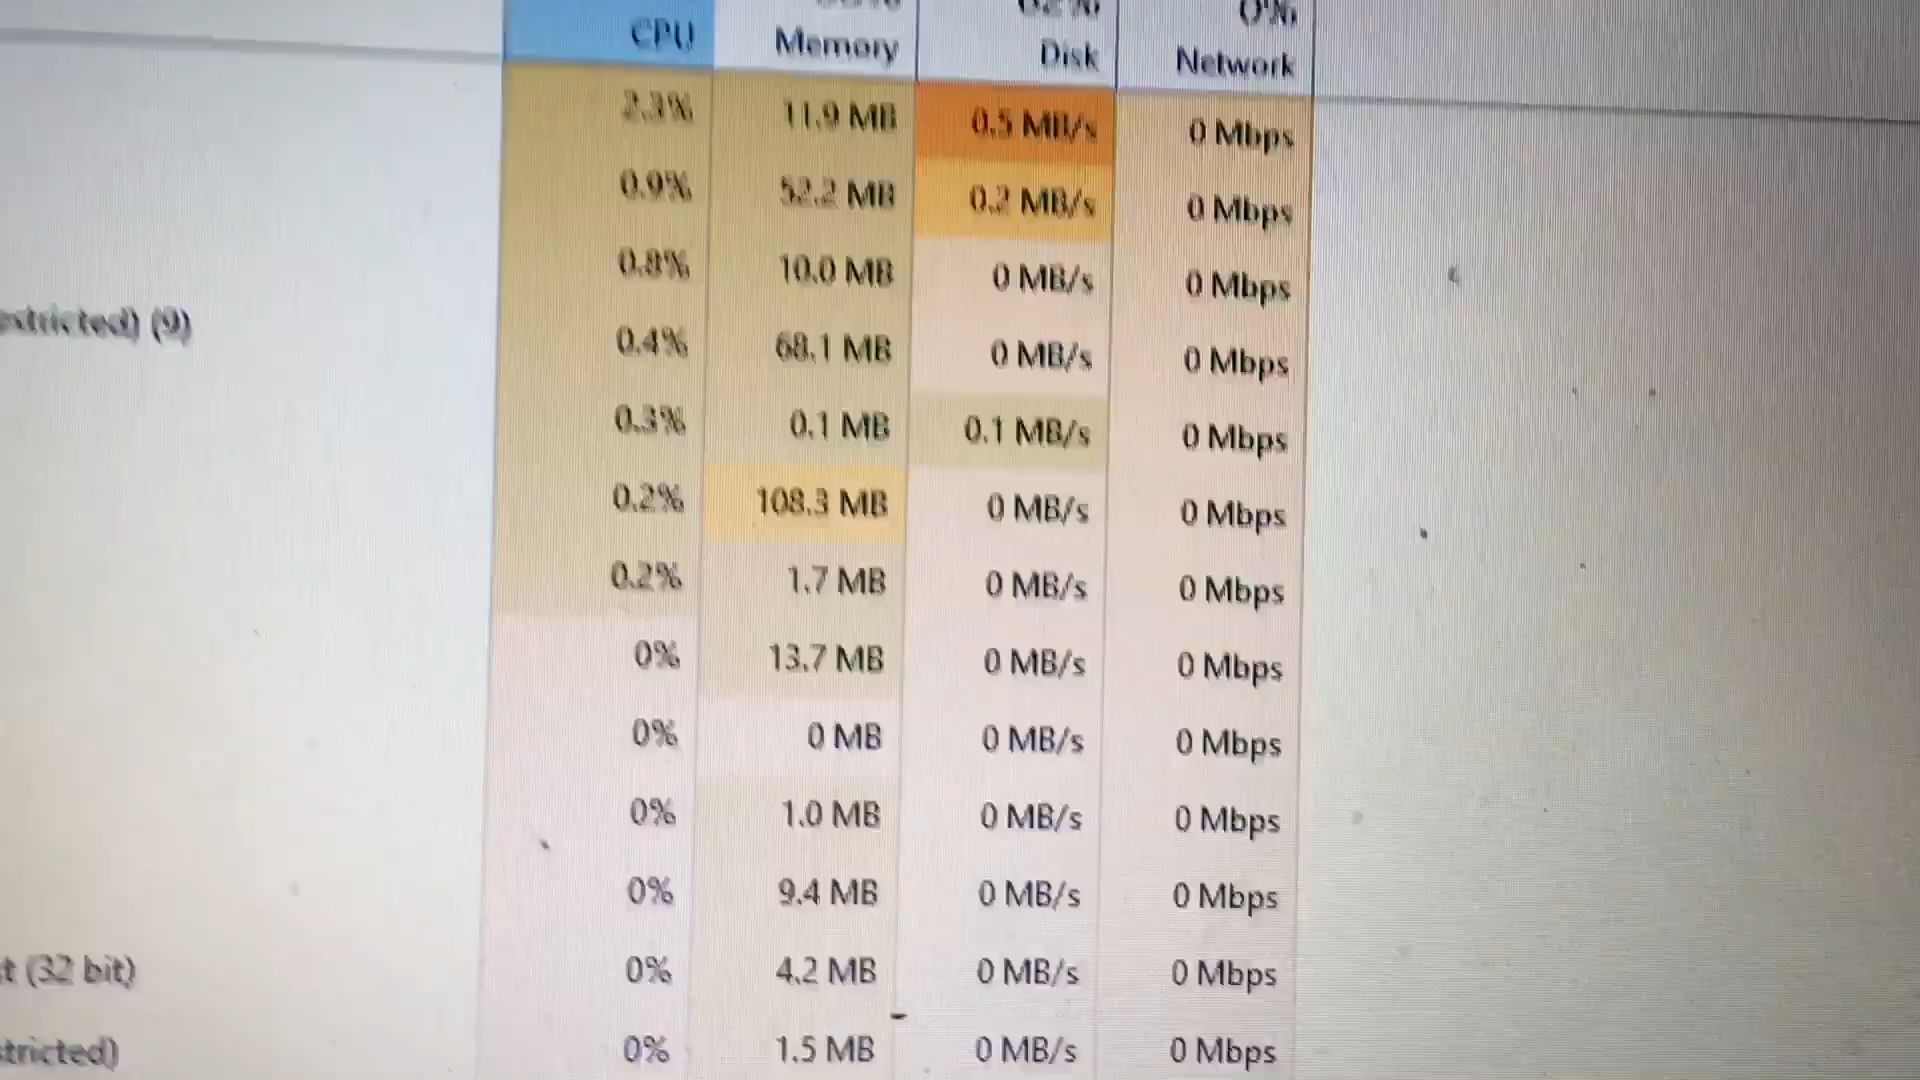 CPU Memory Disk Network
2.3% 11.9 MB 0.5 MB/s 0 Mbps
0.9% 52.2 MB 0.2 MB/s 0 Mbps
0.8% 10.0 MB 0 MB/s 0 Mbps
(9) 0.4% 68.1 MB 0 MB/s 0 Mbps
0.3% 0.1 MB 0.1 MB/s 0 Mbps
0.2% 108.3 MB 0 MB/s 0 Mbps
0.2% 1.7 MB 0 MB/s 0 Mbps
0% 13.7 MB 0 MB/s 0 Mbps
0% 0 MB 0 MB/s 0 Mbps
0% 1.0 MB 0 MB/s 0 Mbps
0% 9.4 MB 0 MB/s 0 Mbps
t (32 bit) 0% 4.2 MB 0 MB/s 0 Mbps
stricted) 0% 1.5 MB 0 MB/s 0 Mbps